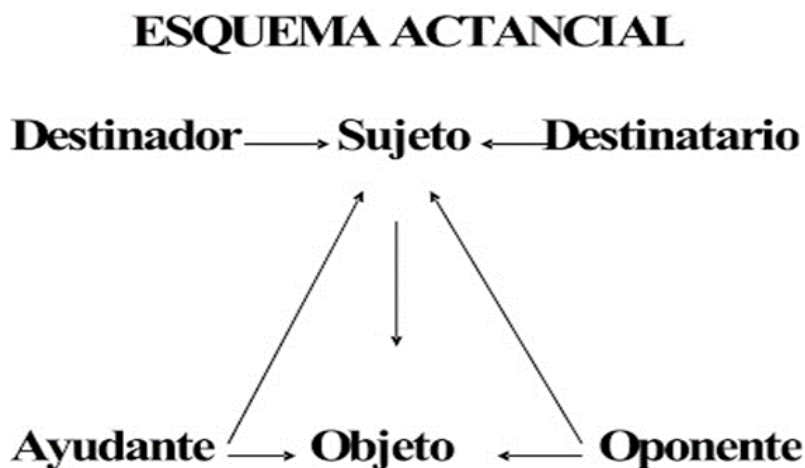 ESQUEMA ACTANCIAL
Destinador Sujeto Destinatario
Ayudante Objeto Oponente